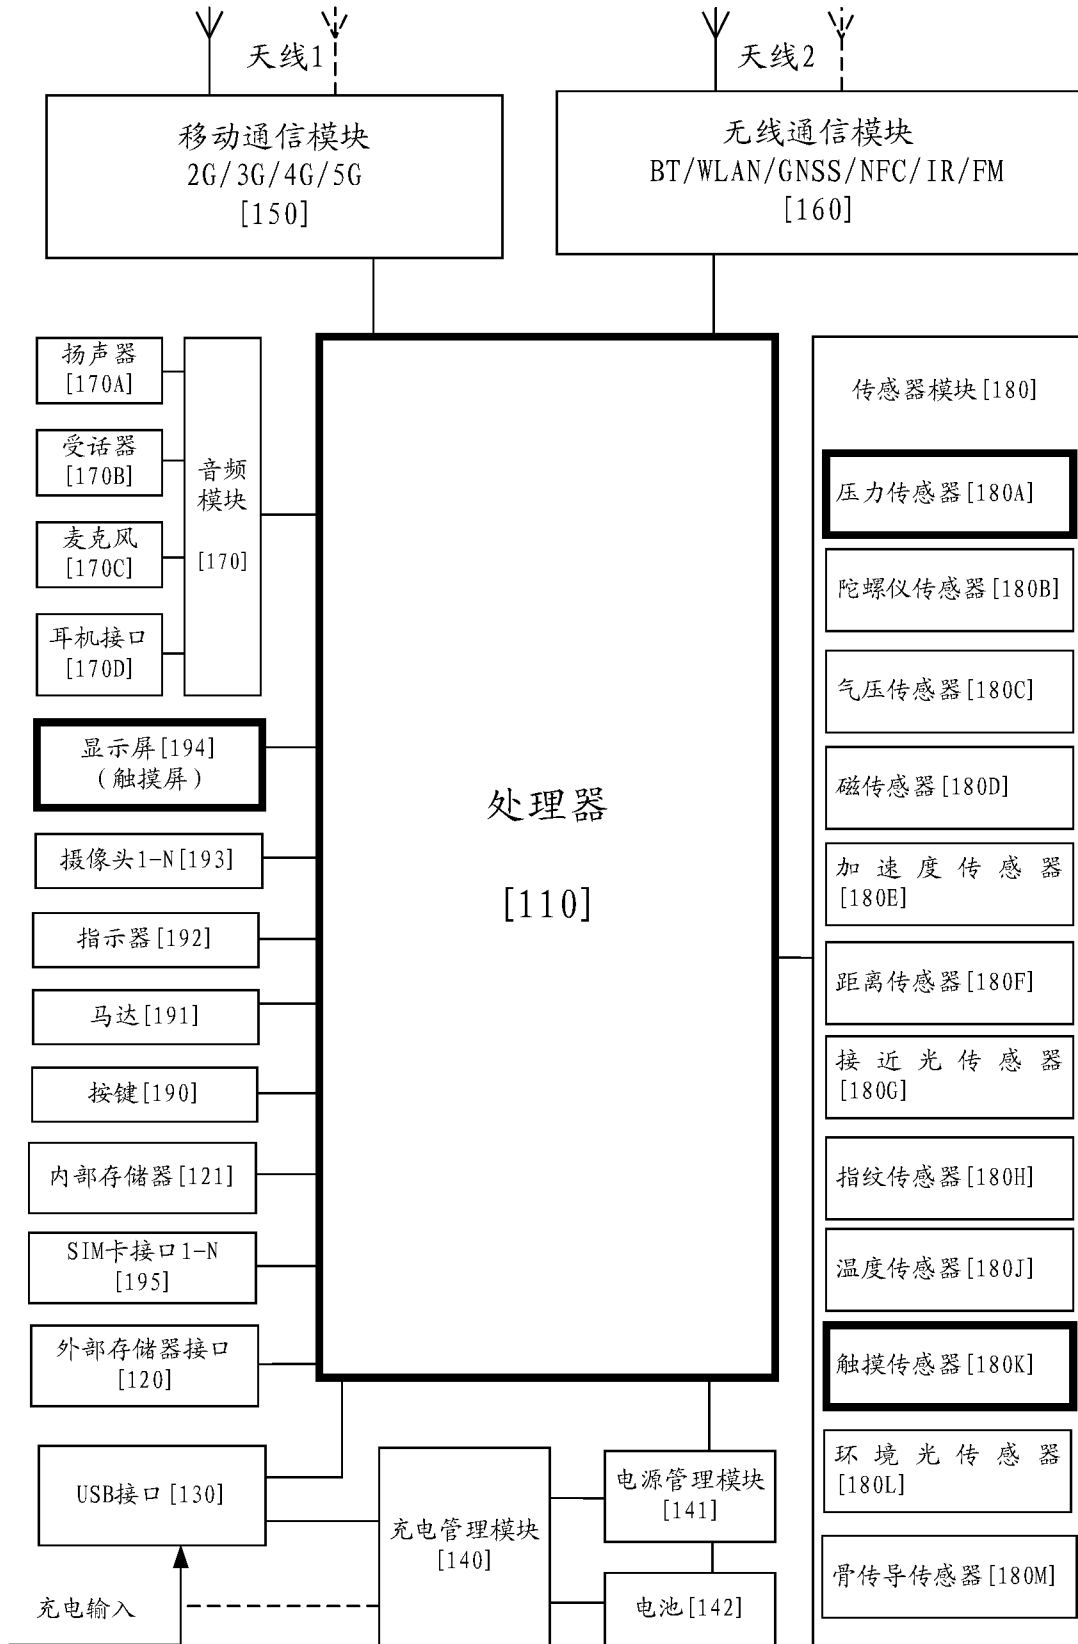 天线1
天线2
移动通信模块
2G/3G/4G/5G
[150]
无线通信模块
BT/WLAN/GNSS/NFC/IR/FM
[160]
扬声器
[170A]
受话器
[170B]
麦克风
[170C]
耳机接口
[170D]
音频
模块
[170]
显示屏[194]
(触摸屏)
摄像头1-N[193]
指示器[192]
马达[191]
按键[190]
内部存储器[121]
SIM卡接口1-N
[195]
外部存储器接口
[120]
处理器
[110]
传感器模块[180]
压力传感器[180A]
陀螺仪传感器[180B]
气压传感器[180C]
磁传感器[180D]
加速度传感器
[180E]
距离传感器[180F]
接近光传感器
[180G]
指纹传感器[180H]
温度传感器[180J]
触摸传感器[180K]
环境光传感器
[180L]
骨传导传感器[180M]
USB接口[130]
充电管理模块
[140]
电源管理模块
[141]
电池[142]
充电输入